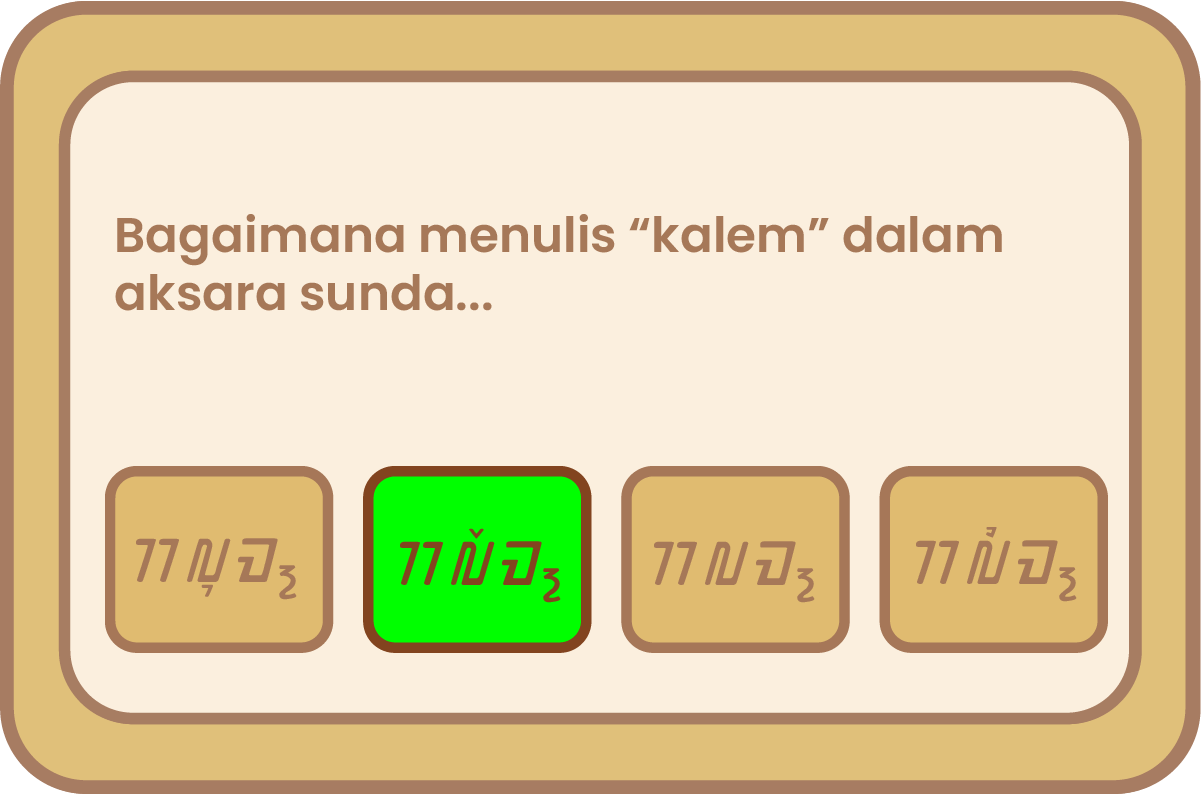 Bagaimana menulis “kalem” dalam
aksara sunda...
ᮊᮜᮥᮙ᮪ ᮊᮜᮨᮙ᮪ ᮊᮜᮙ᮪ ᮊᮜᮤᮙ᮪